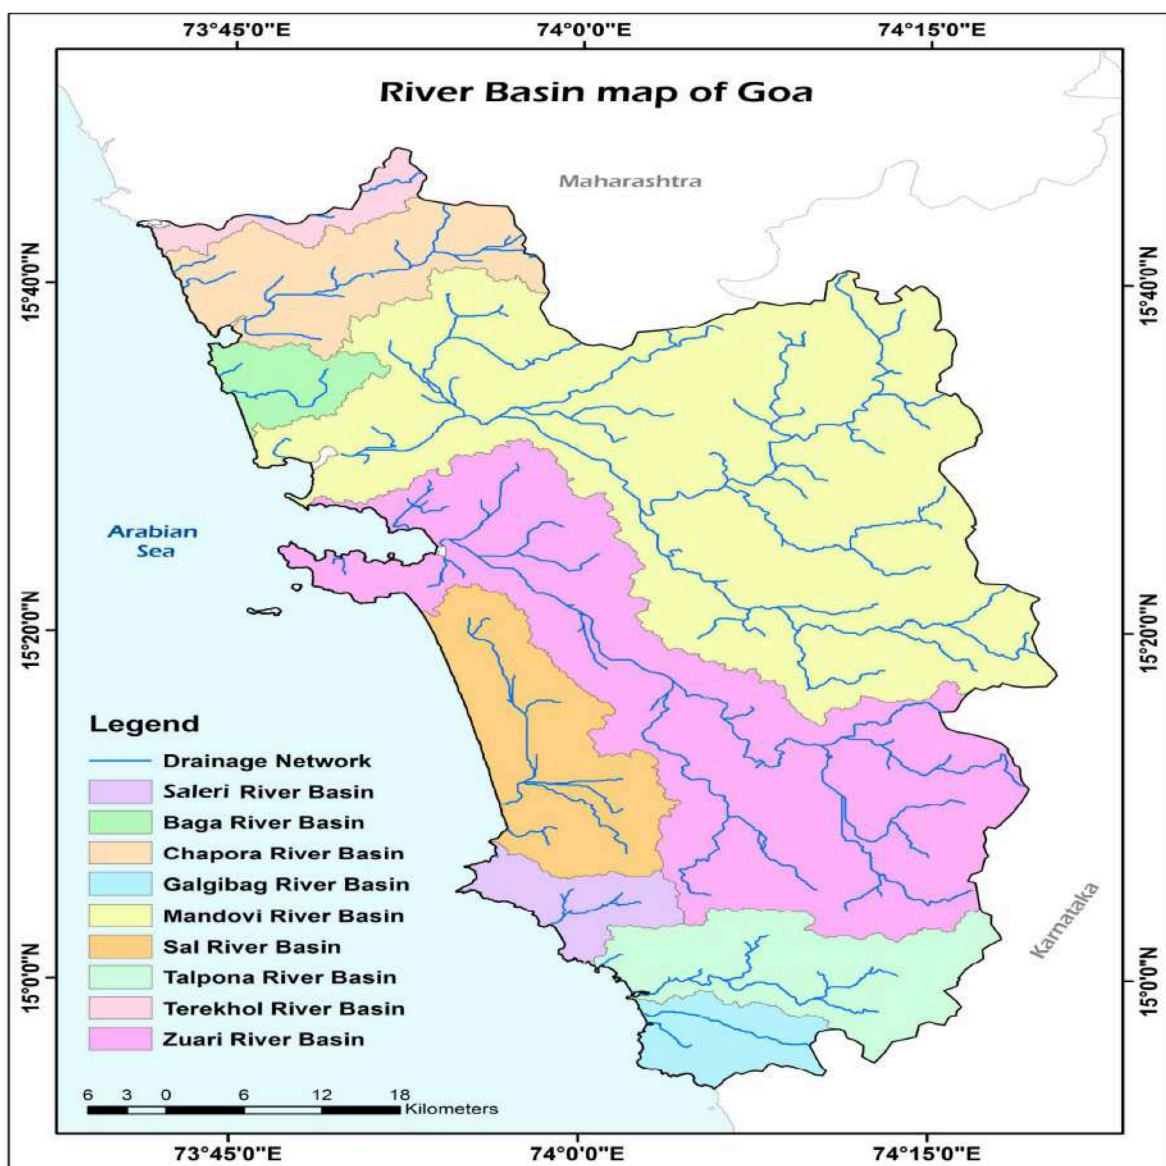 73°45'0"E 74°0'0"E 74°15'0"E
River Basin map of Goa
Maharashtra
15°40'0"N 15°40'0"N
Arabian
Sea
15°20'0"N 15°20'0"N
Legend
Drainage Network
Saleri River Basin
Baga River Basin
Chapora River Basin
Galgibag River Basin
Mandovi River Basin
Sal River Basin
Talpona River Basin
Terekhol River Basin
Zuari River Basin
Karnataka
15°0'0"N 15°0'0"N
6 3 0 6 12 18
Kilometers
73°45'0"E 74°0'0"E 74°15'0"E